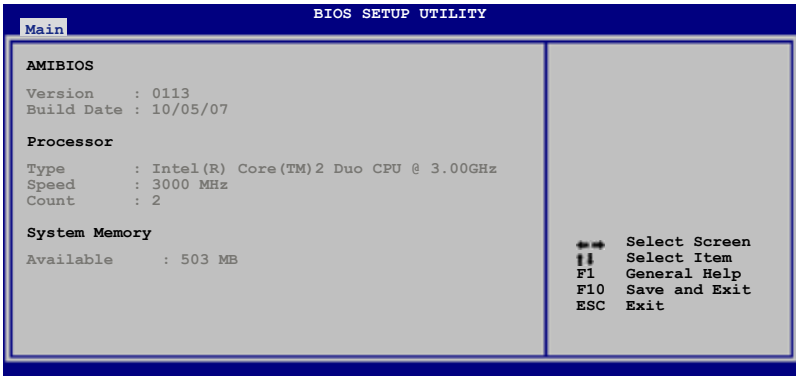 BIOS SETUP UTILITY
Main
AMIBIOS
Version : 0113
Build Date : 10/05/07
Processor
Type : Intel(R) Core(TM)2 Duo CPU @ 3.00GHz
Speed : 3000 MHz
Count : 2
System Memory
Available : 503 MB
←→ Select Screen
↑↓ Select Item
F1 General Help
F10 Save and Exit
ESC Exit